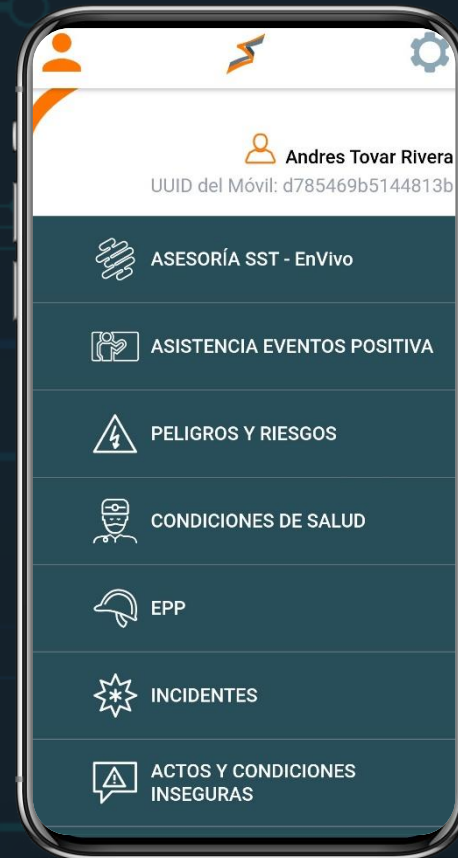 Andres Tovar Rivera
UUID del Móvil: d785469b5144813b
ASESORÍA SST - EnVivo
ASISTENCIA EVENTOS POSITIVA
PELIGROS Y RIESGOS
CONDICIONES DE SALUD
EPP
INCIDENTES
ACTOS Y CONDICIONES
INSEGURAS